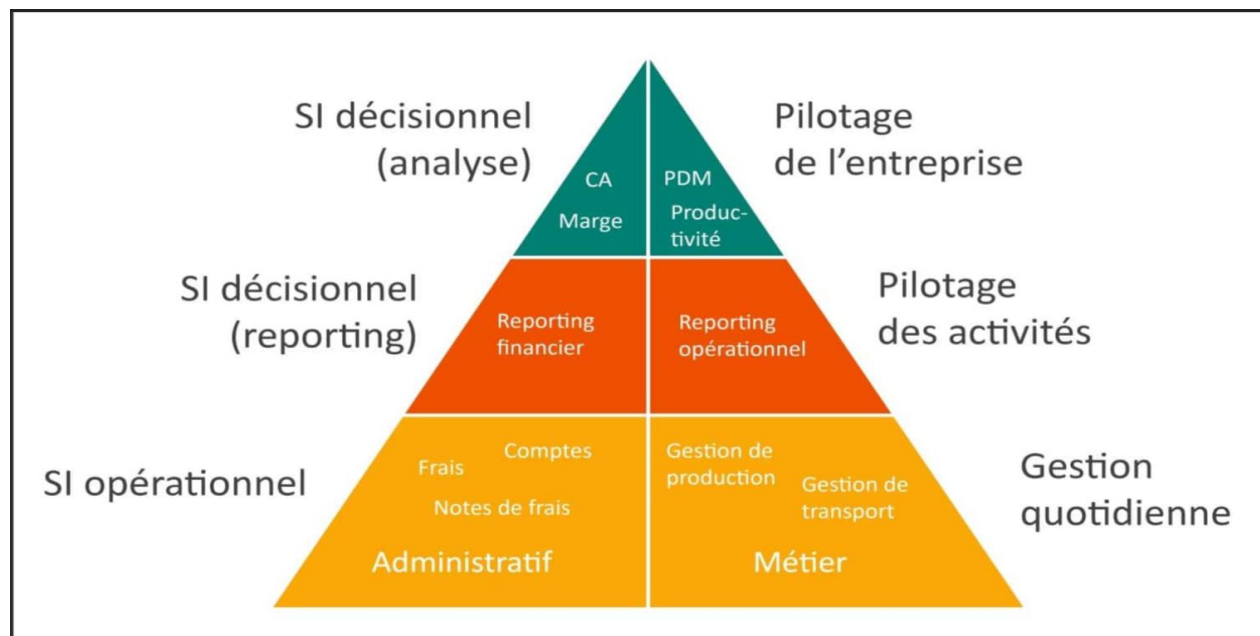 SI décisionnel
(analyse)
CA
Marge
PDM
Produc-
tivité
Pilotage
de l’entreprise
SI décisionnel
(reporting)
Reporting
financier
Reporting
opérationnel
Pilotage
des activités
SI opérationnel
Frais
Comptes
Notes de frais
Administratif
Gestion de
production
Gestion de
transport
Métier
Gestion
quotidienne